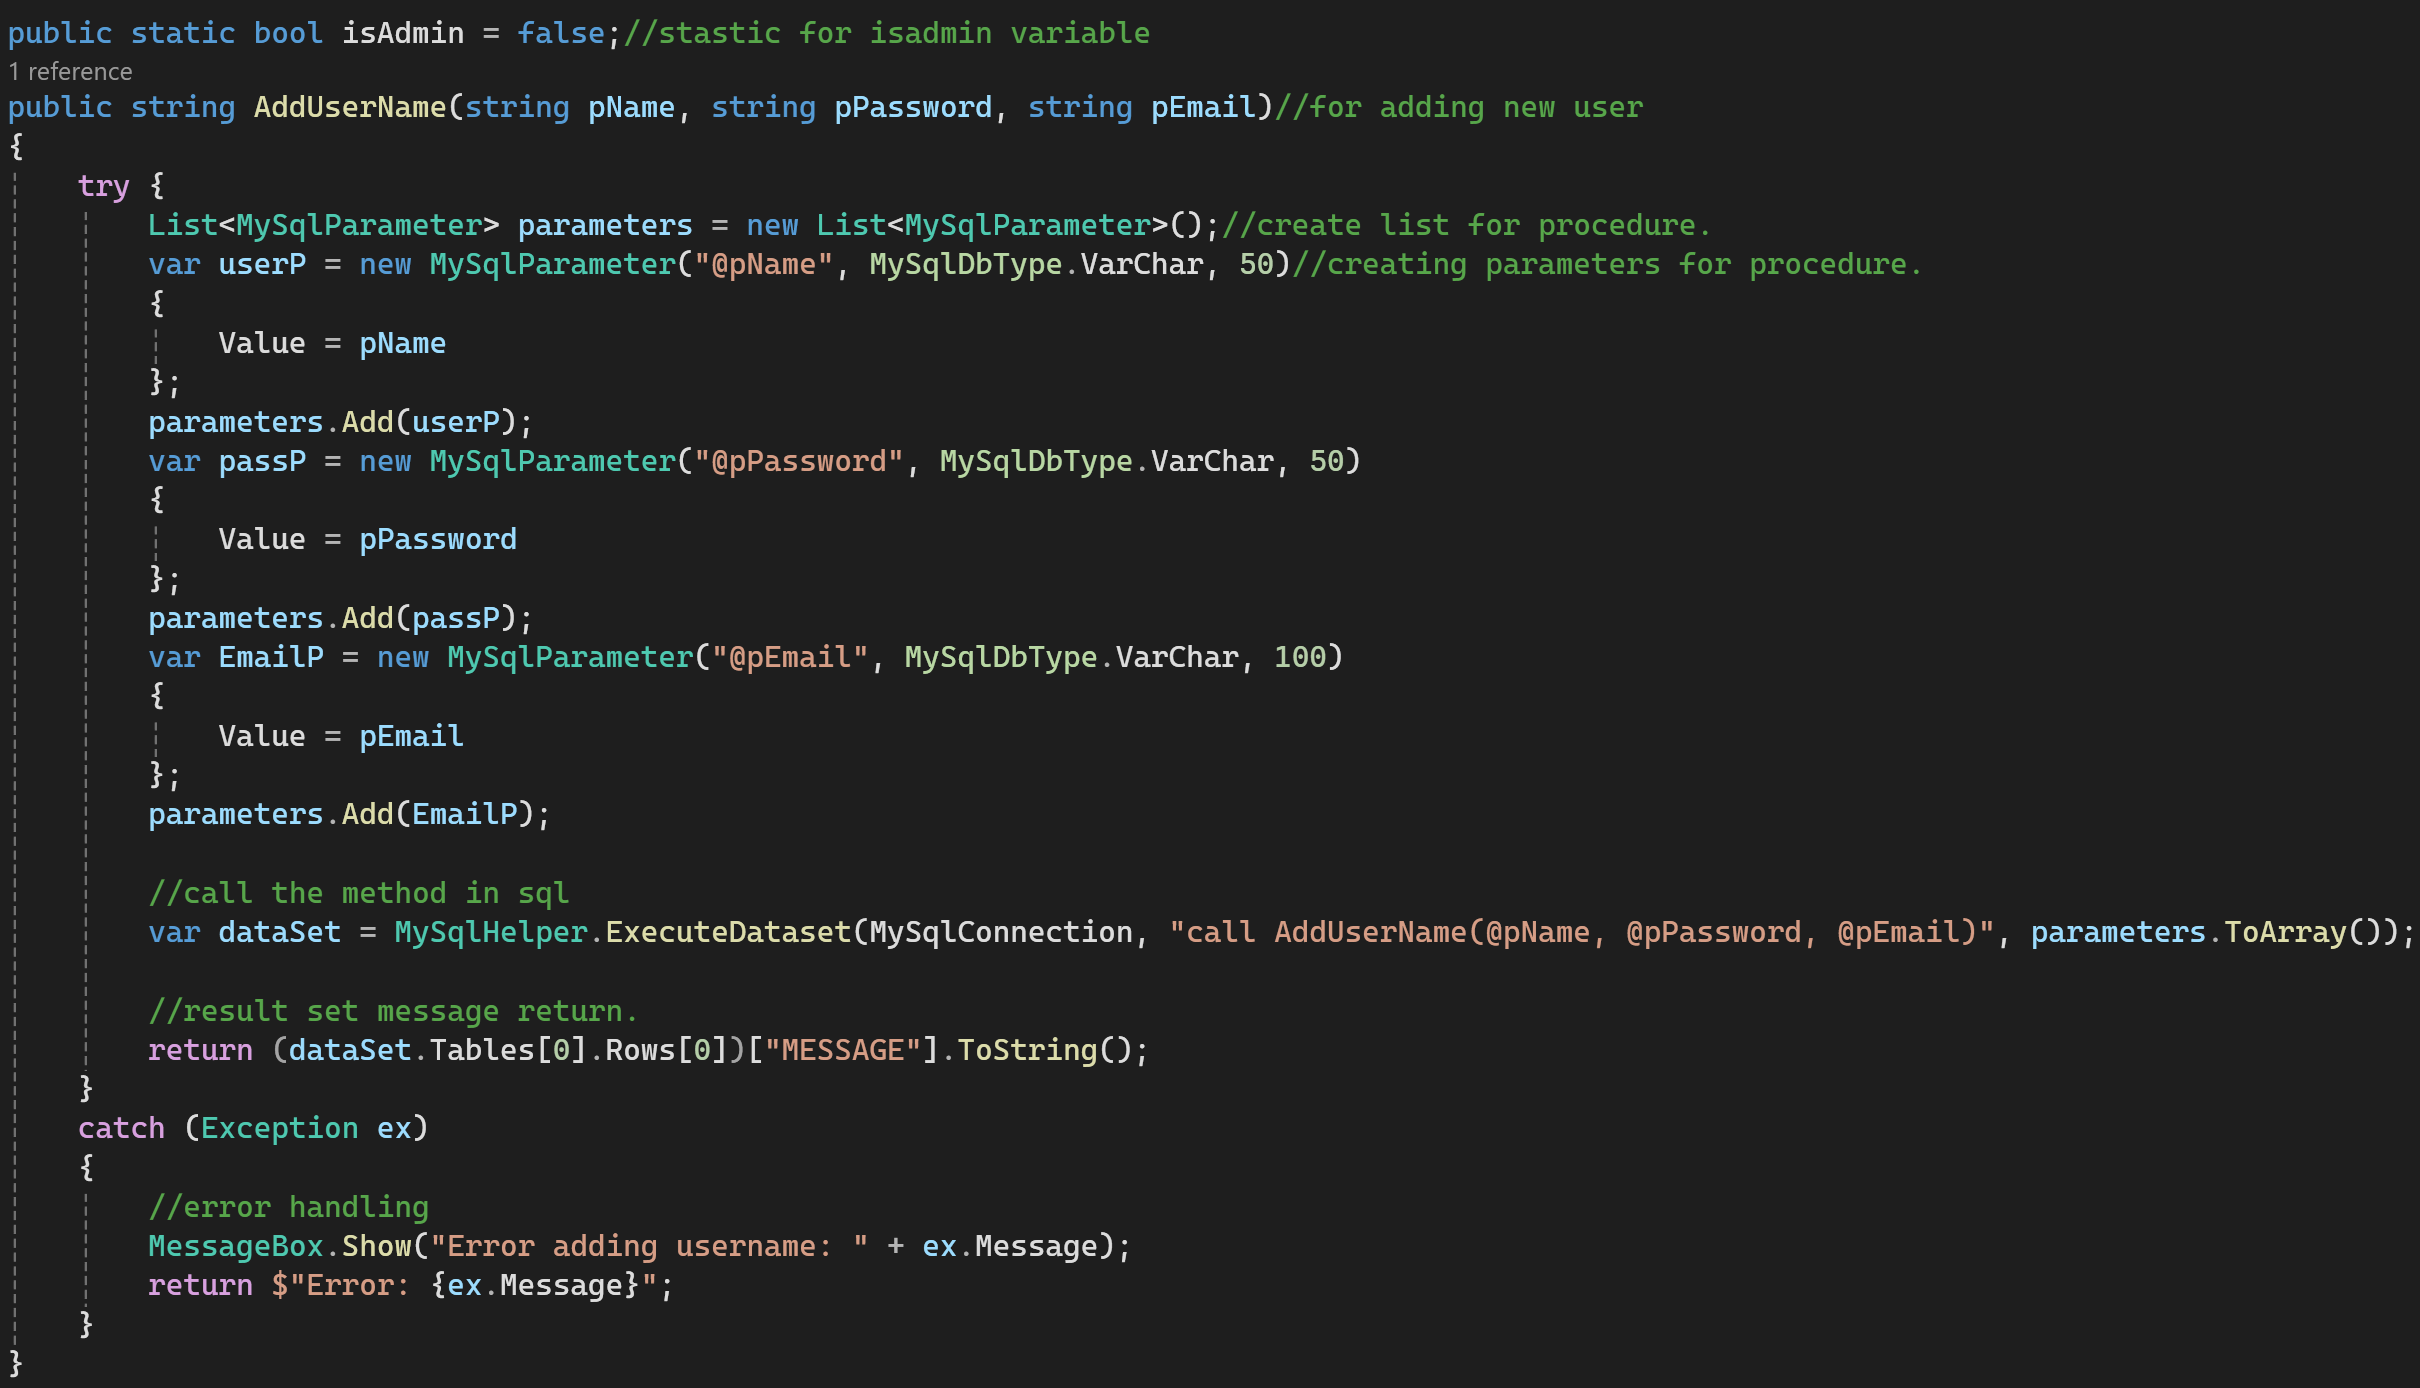 public static bool isAdmin = false;//stastic for isadmin variable
1 reference
public string AddUserName(string pName, string pPassword, string pEmail)//for adding new user
{
try {
List<MySqlParameter> parameters = new List<MySqlParameter>();//create list for procedure.
var userP = new MySqlParameter("@pName", MySqlDbType.VarChar, 50)//creating parameters for procedure.
{
Value = pName
};
parameters.Add(userP);
var passP = new MySqlParameter("@pPassword", MySqlDbType.VarChar, 50)
{
Value = pPassword
};
parameters.Add(passP);
var EmailP = new MySqlParameter("@pEmail", MySqlDbType.VarChar, 100)
{
Value = pEmail
};
parameters.Add(EmailP);
//call the method in sql
var dataSet = MySqlHelper.ExecuteDataset(MySqlConnection, "call AddUserName(@pName, @pPassword, @pEmail)", parameters.ToArray());
//result set message return.
return (dataSet.Tables[0].Rows[0])["MESSAGE"].ToString();
}
catch (Exception ex)
{
//error handling
MessageBox.Show("Error adding username: " + ex.Message);
return $"Error: {ex.Message}";
}
}